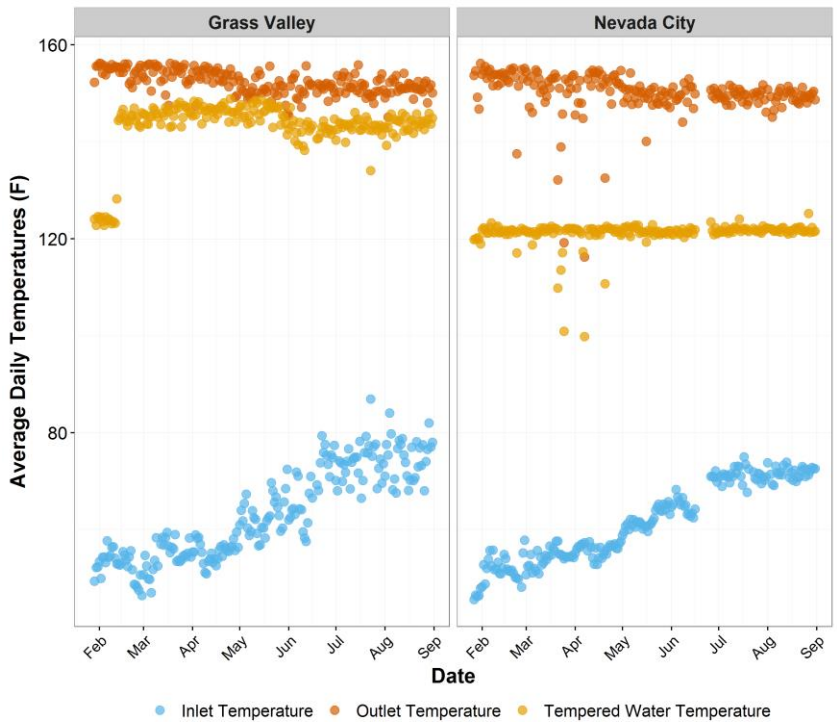 Grass Valley
Nevada City
Average Daily Temperatures (F)
160
120
80
Feb Mar Apr May Jun Jul Aug Sep
Feb Mar Apr May Jun Jul Aug Sep
Date
Inlet Temperature Outlet Temperature Tempered Water Temperature